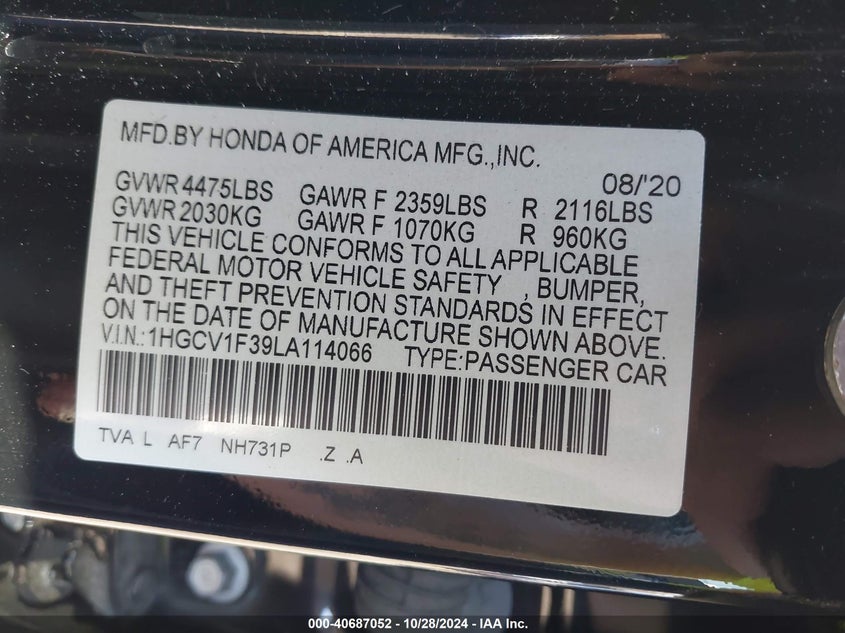 MFD.BY HONDA OF AMERICA MFG.,INC.
08/'20
GVWR 4475LBS GAWR F 2359LBS R 2116LBS
GVWR 2030KG GAWR F 1070KG R 960KG
THIS VEHICLE CONFORMS TO ALL APPLICABLE
FEDERAL MOTOR VEHICLE SAFETY , BUMPER,
AND THEFT PREVENTION STANDARDS IN EFFECT
ON THE DATE OF MANUFACTURE SHOWN ABOVE.
V.I.N.:1HGCV1F39LA114066 TYPE:PASSENGER CAR
TVA L AF7 NH731P .Z .A
000-40687052 / 10/28/2024 - IAA Inc.